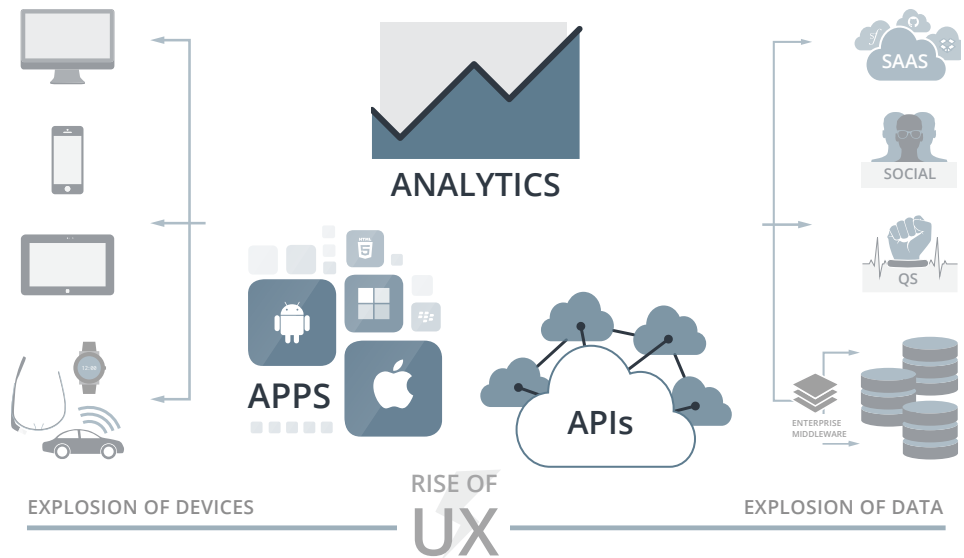 ANALYTICS
SAAS
SOCIAL
QS
HTML
5
12:00
APPS
APIs
ENTERPRISE
MIDDLEWARE
RISE OF
UX
EXPLOSION OF DEVICES
EXPLOSION OF DATA